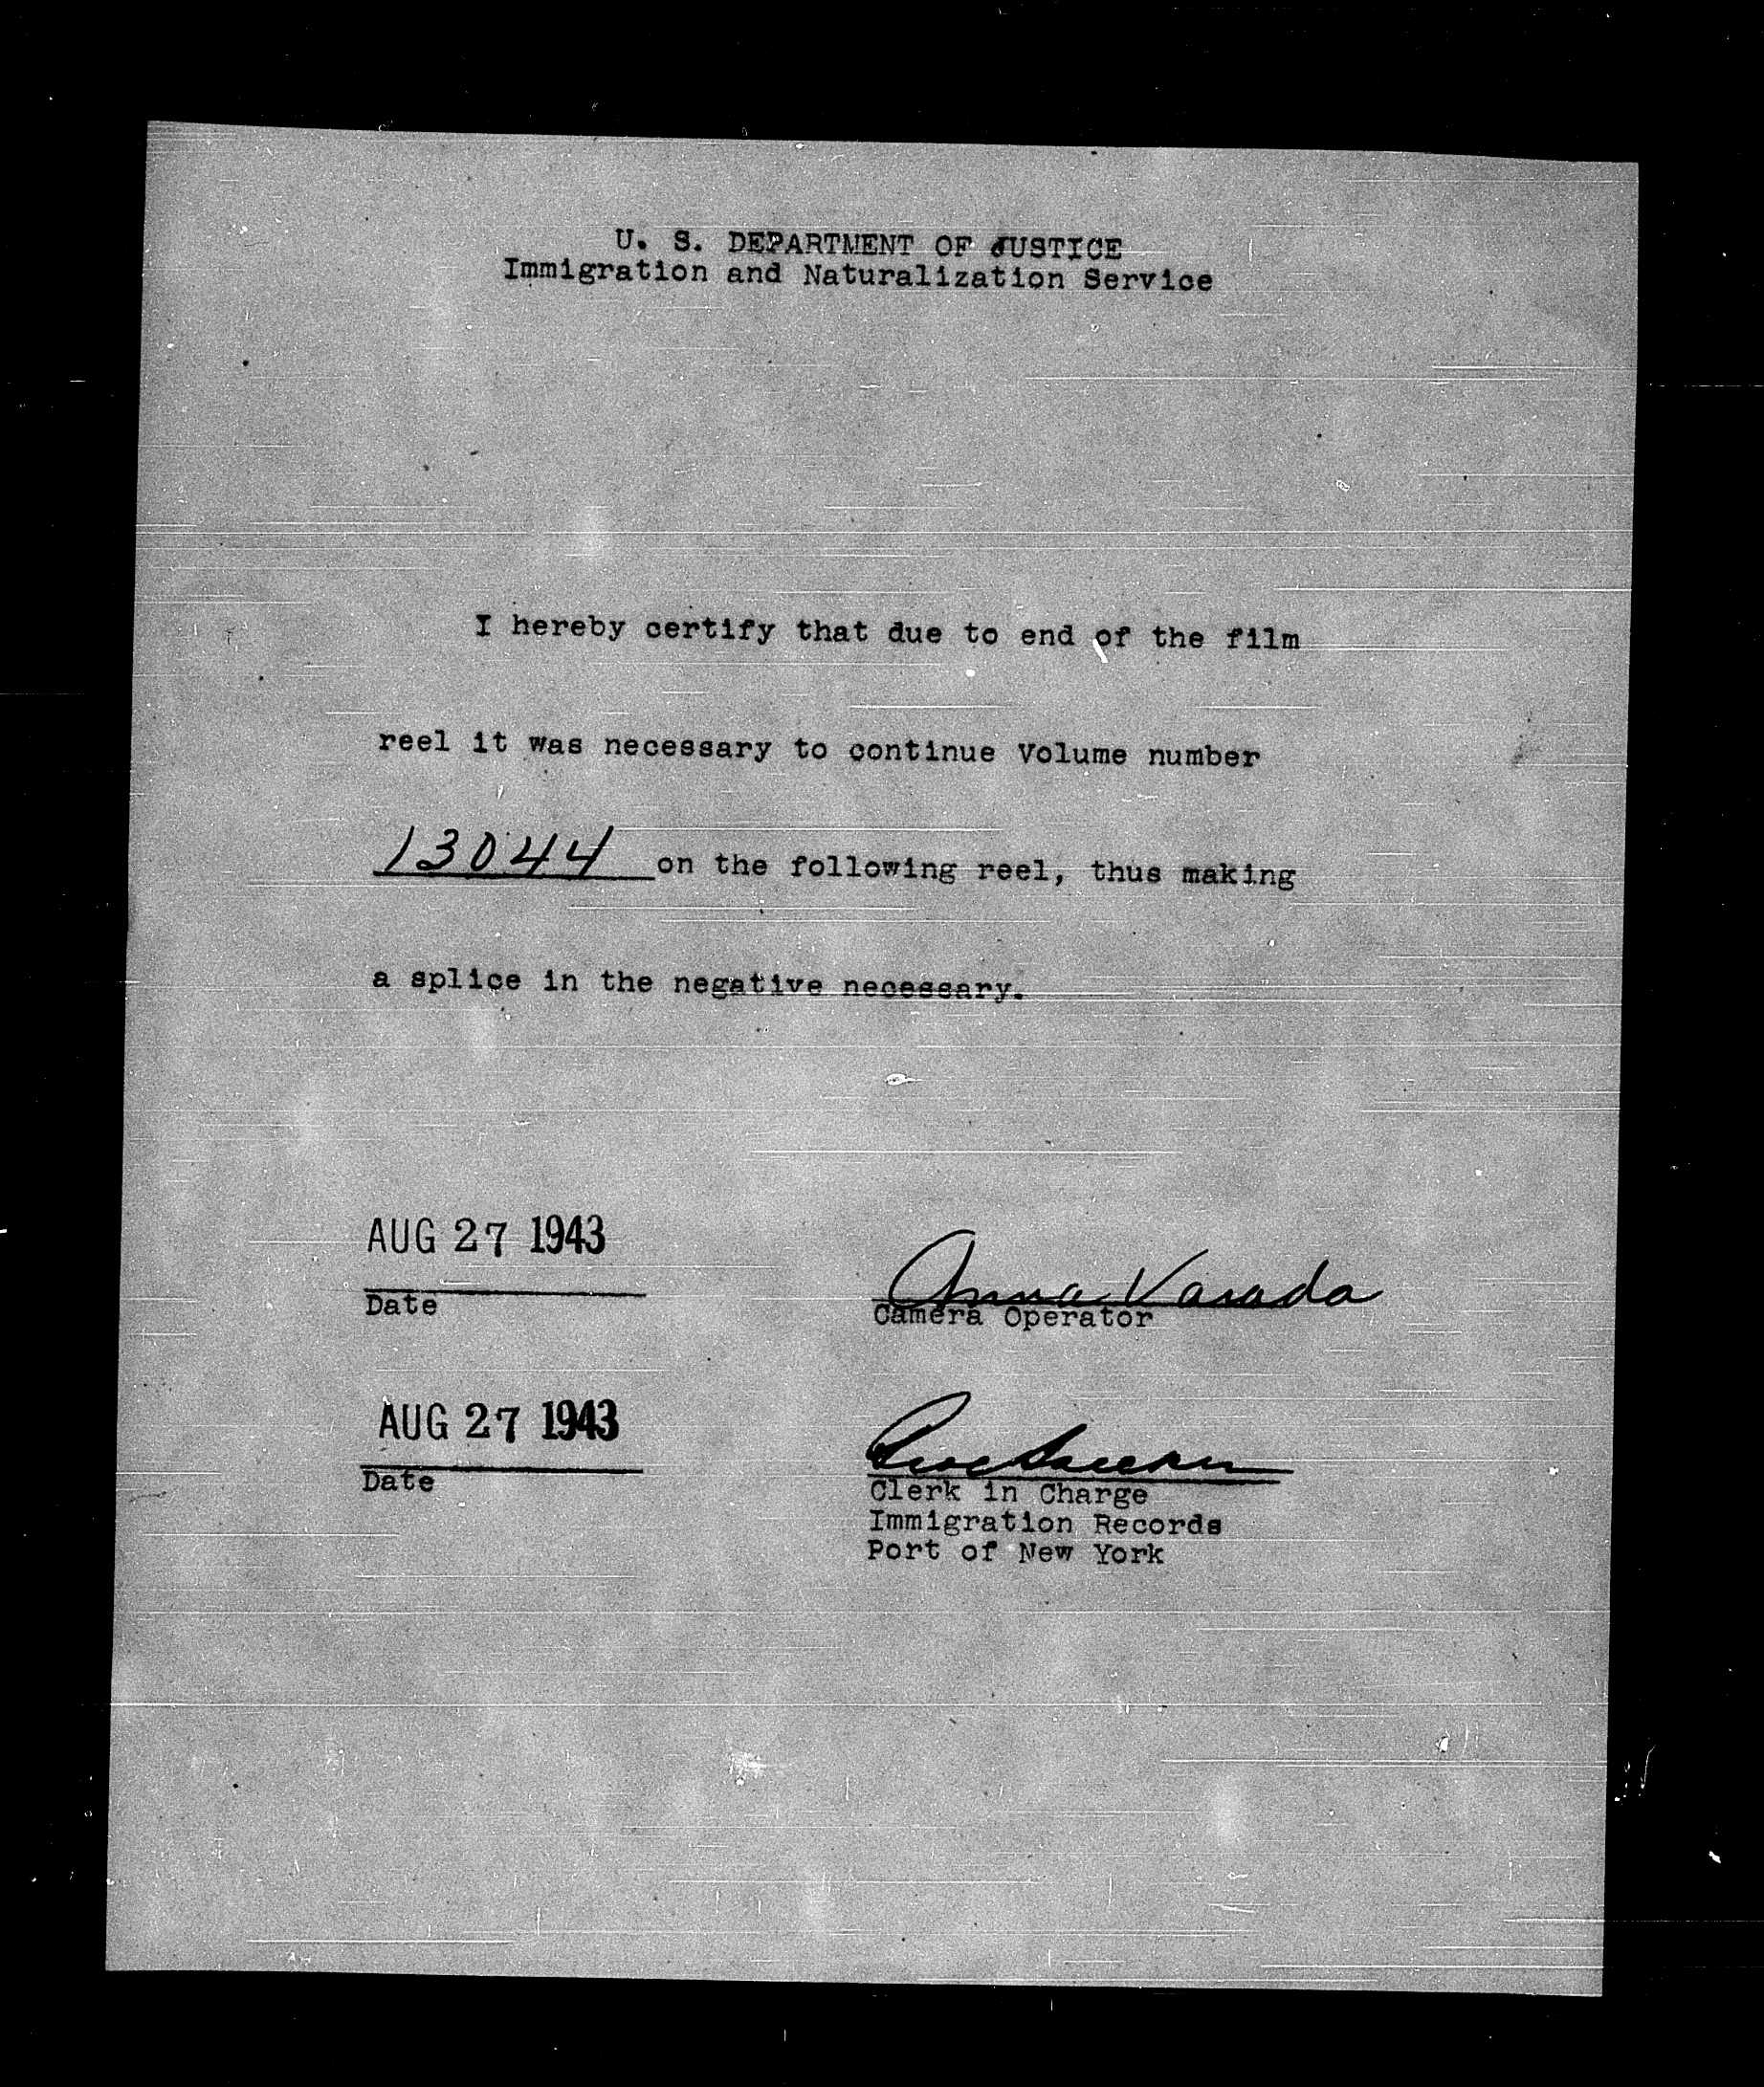 U. S. DEPARTMENT OF JUSTICE
Immigration and Naturalization Service
I hereby certify that due to end of the film
reel it was necessary to continue Volume number
13044 on the following reel, thus making
a splice in the negative necessary.
AUG 27 1943
Date
Anna Varada
Camera Operator
AUG 27 1943
Date
Clerk in Charge
Immigration Records
Port of New York